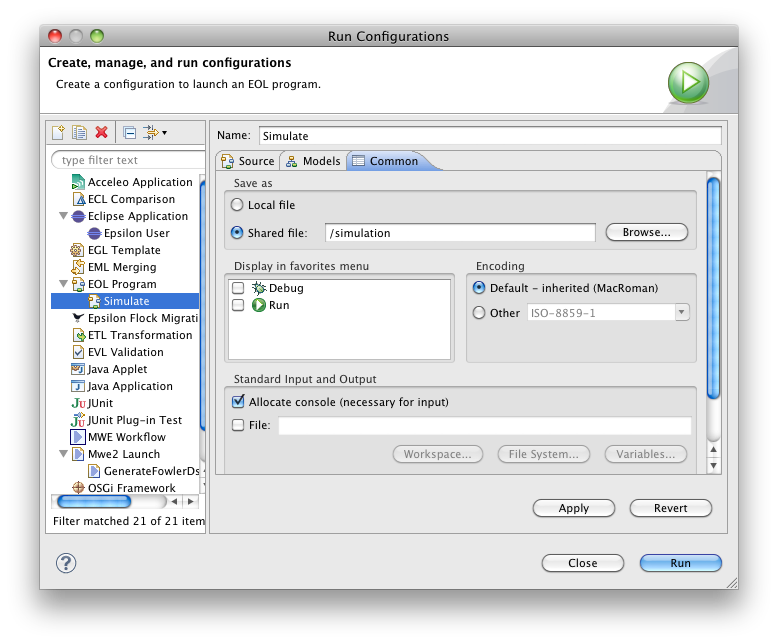 Run Configurations
Create, manage, and run configurations
Create a configuration to launch an EOL program.
type filter text
Acceleo Application
ECL Comparison
Eclipse Application
Epsilon User
EGL Template
EML Merging
EOL Program
Simulate
Epsilon Flock Migrati
ETL Transformation
EVL Validation
Java Applet
Java Application
JUnit
JUnit Plug-in Test
MWE Workflow
Mwe2 Launch
GenerateFowlerDs
OSGi Framework
Filter matched 21 of 21 item
Name: Simulate
Source Models Common
Save as
Local file
Shared file: /simulation Browse...
Display in favorites menu
Debug
Run
Encoding
Default - inherited (MacRoman)
Other ISO-8859-1
Standard Input and Output
Allocate console (necessary for input)
File:
Workspace... File System... Variables...
Apply Revert
Close Run